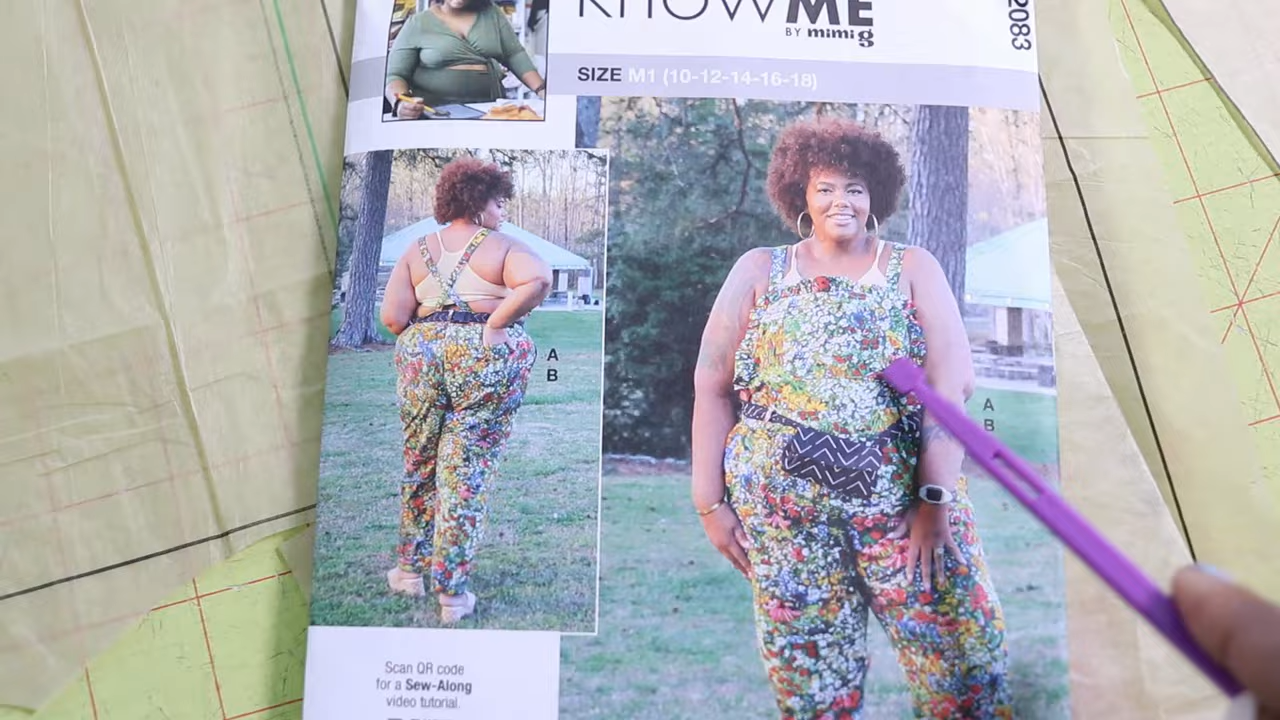 KNOWME
BY mimi g
2083
SIZE M1 (10-12-14-16-18)
A
B
A
B
Scan QR code
for a Sew-Along
video tutorial.